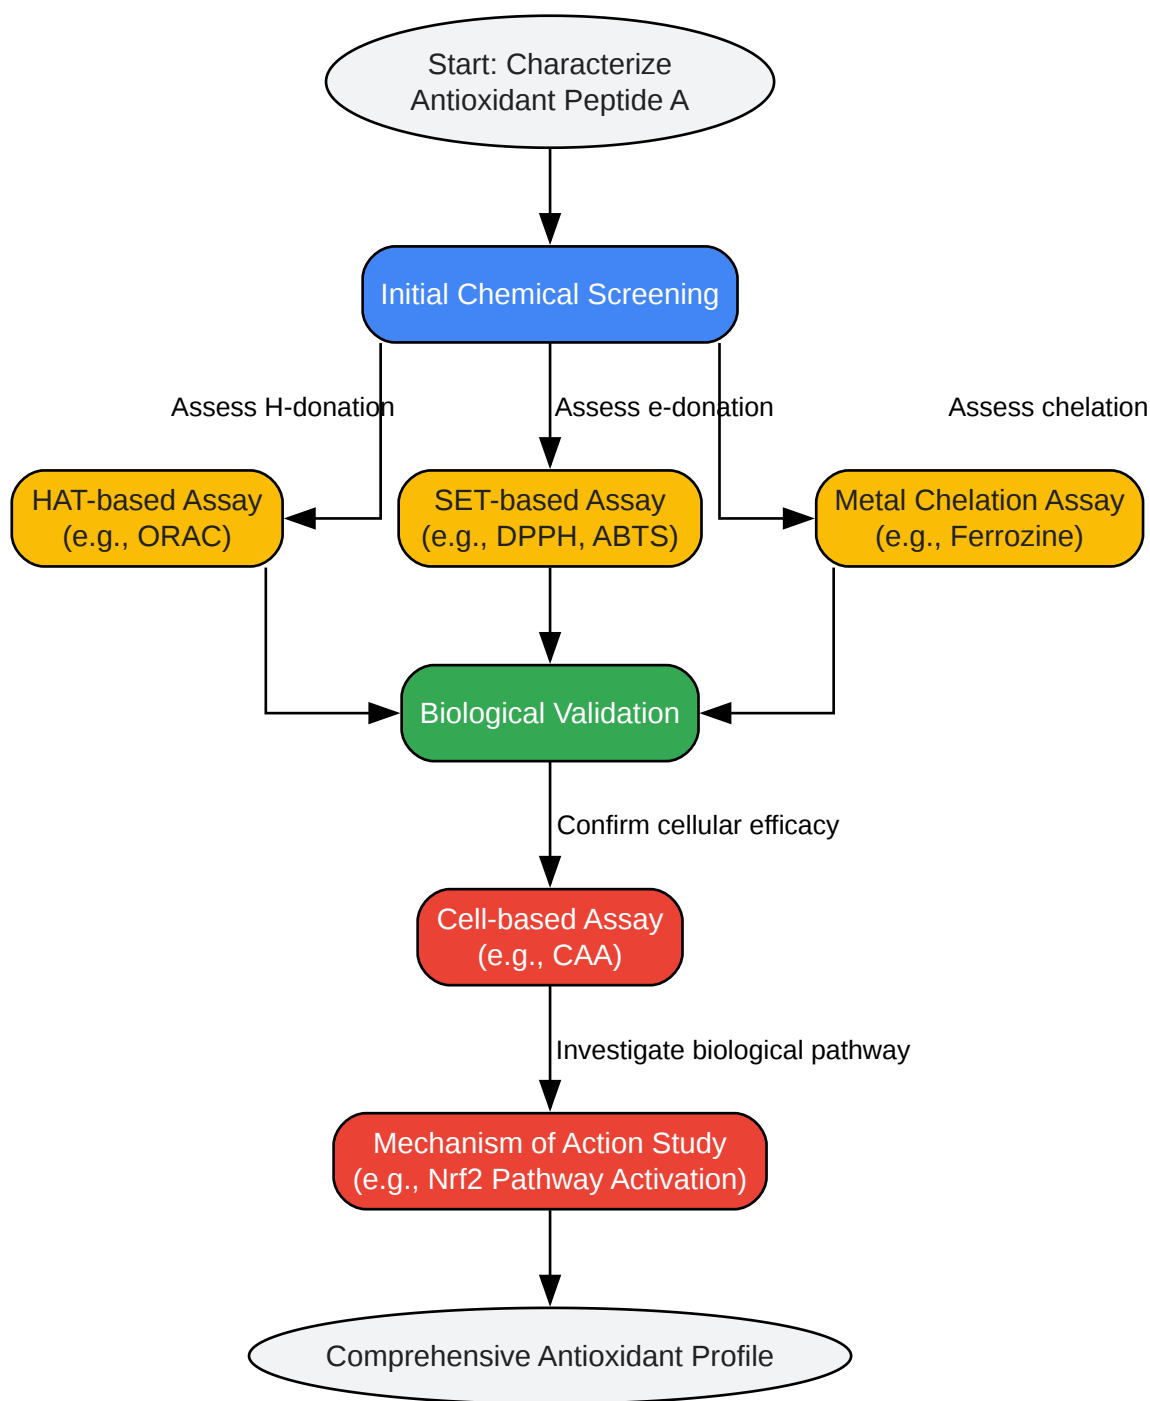 Start: Characterize
Antioxidant Peptide A
Initial Chemical Screening
Assess H-donation
Assess e-donation
Assess chelation
HAT-based Assay
(e.g., ORAC)
SET-based Assay
(e.g., DPPH, ABTS)
Metal Chelation Assay
(e.g., Ferrozine)
Biological Validation
Confirm cellular efficacy
Cell-based Assay
(e.g., CAA)
Investigate biological pathway
Mechanism of Action Study
(e.g., Nrf2 Pathway Activation)
Comprehensive Antioxidant Profile